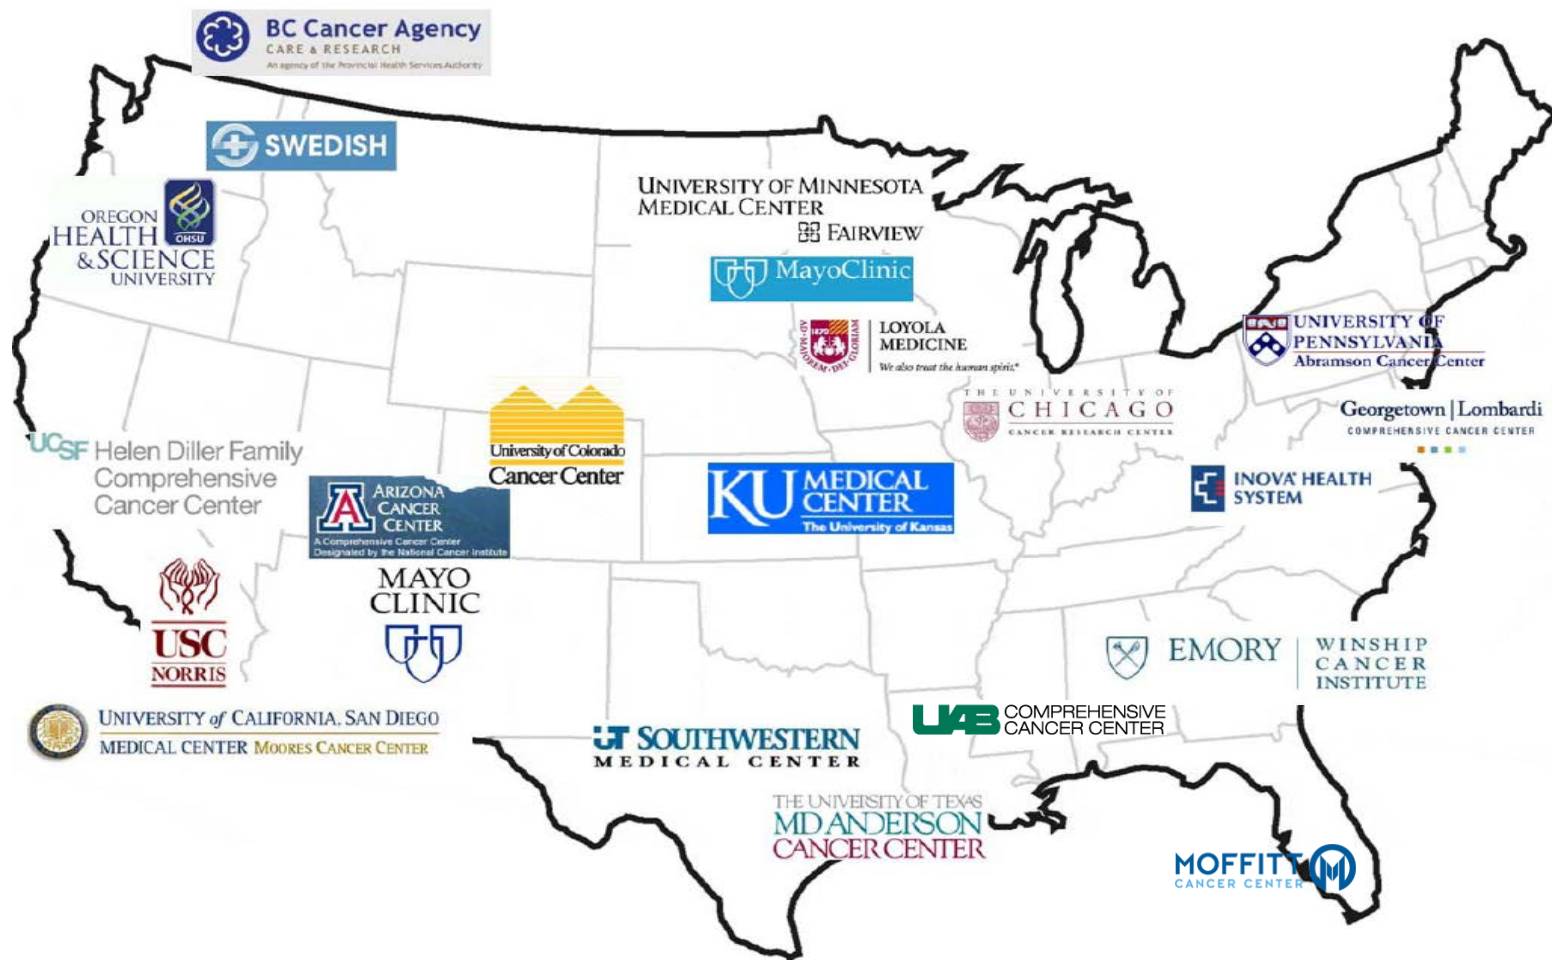 BC Cancer Agency
CARE & RESEARCH
An agency of the Provincial Health Services Authority
SWEDISH
OREGON
HEALTH
& SCIENCE
UNIVERSITY
OHSU
UNIVERSITY OF MINNESOTA
MEDICAL CENTER
FAIRVIEW
MayoClinic
AD·MAJOREM·DEI·GLORIAM
1870
LOYOLA
MEDICINE
We also treat the human spirit.®
UNIVERSITY OF
PENNSYLVANIA
Abramson Cancer Center
THE UNIVERSITY OF
CHICAGO
CANCER RESEARCH CENTER
Georgetown | Lombardi
COMPREHENSIVE CANCER CENTER
University of Colorado
Cancer Center
UCSF Helen Diller Family
Comprehensive
Cancer Center
A
ARIZONA
CANCER
CENTER
A Comprehensive Cancer Center
Designated by the National Cancer Institute
KU MEDICAL
CENTER
The University of Kansas
INOVA® HEALTH
SYSTEM
MAYO
CLINIC
USC
NORRIS
EMORY
WINSHIP
CANCER
INSTITUTE
UNIVERSITY of CALIFORNIA, SAN DIEGO
MEDICAL CENTER MOORES CANCER CENTER
UT SOUTHWESTERN
MEDICAL CENTER
UAB COMPREHENSIVE
CANCER CENTER
THE UNIVERSITY OF TEXAS
MD ANDERSON
CANCER CENTER
MOFFITT
CANCER CENTER